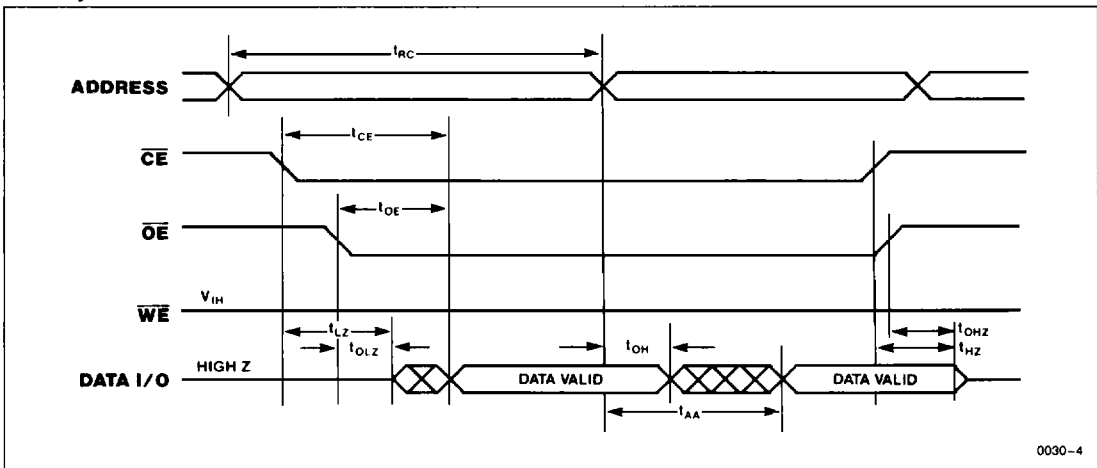 tRC
ADDRESS
tCE
CE
tOE
OE
VIH
WE
tLZ
tOLZ
tOH
tOHZ
tHZ
HIGH Z
DATA I/O
DATA VALID
DATA VALID
tAA
0030-4